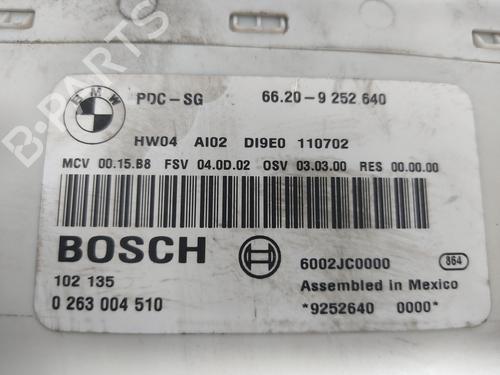 B-PARTS
BMW
PDC-SG 66.20-9 252 640
HW04 AI02 DI9E0 110702
MCV 00.15.B8 FSV 04.0D.02 OSV 03.03.00 RES 00.00.00
BOSCH
6002JC0000 864
102 135
Assembled in Mexico
0 263 004 510
*9252640 0000*